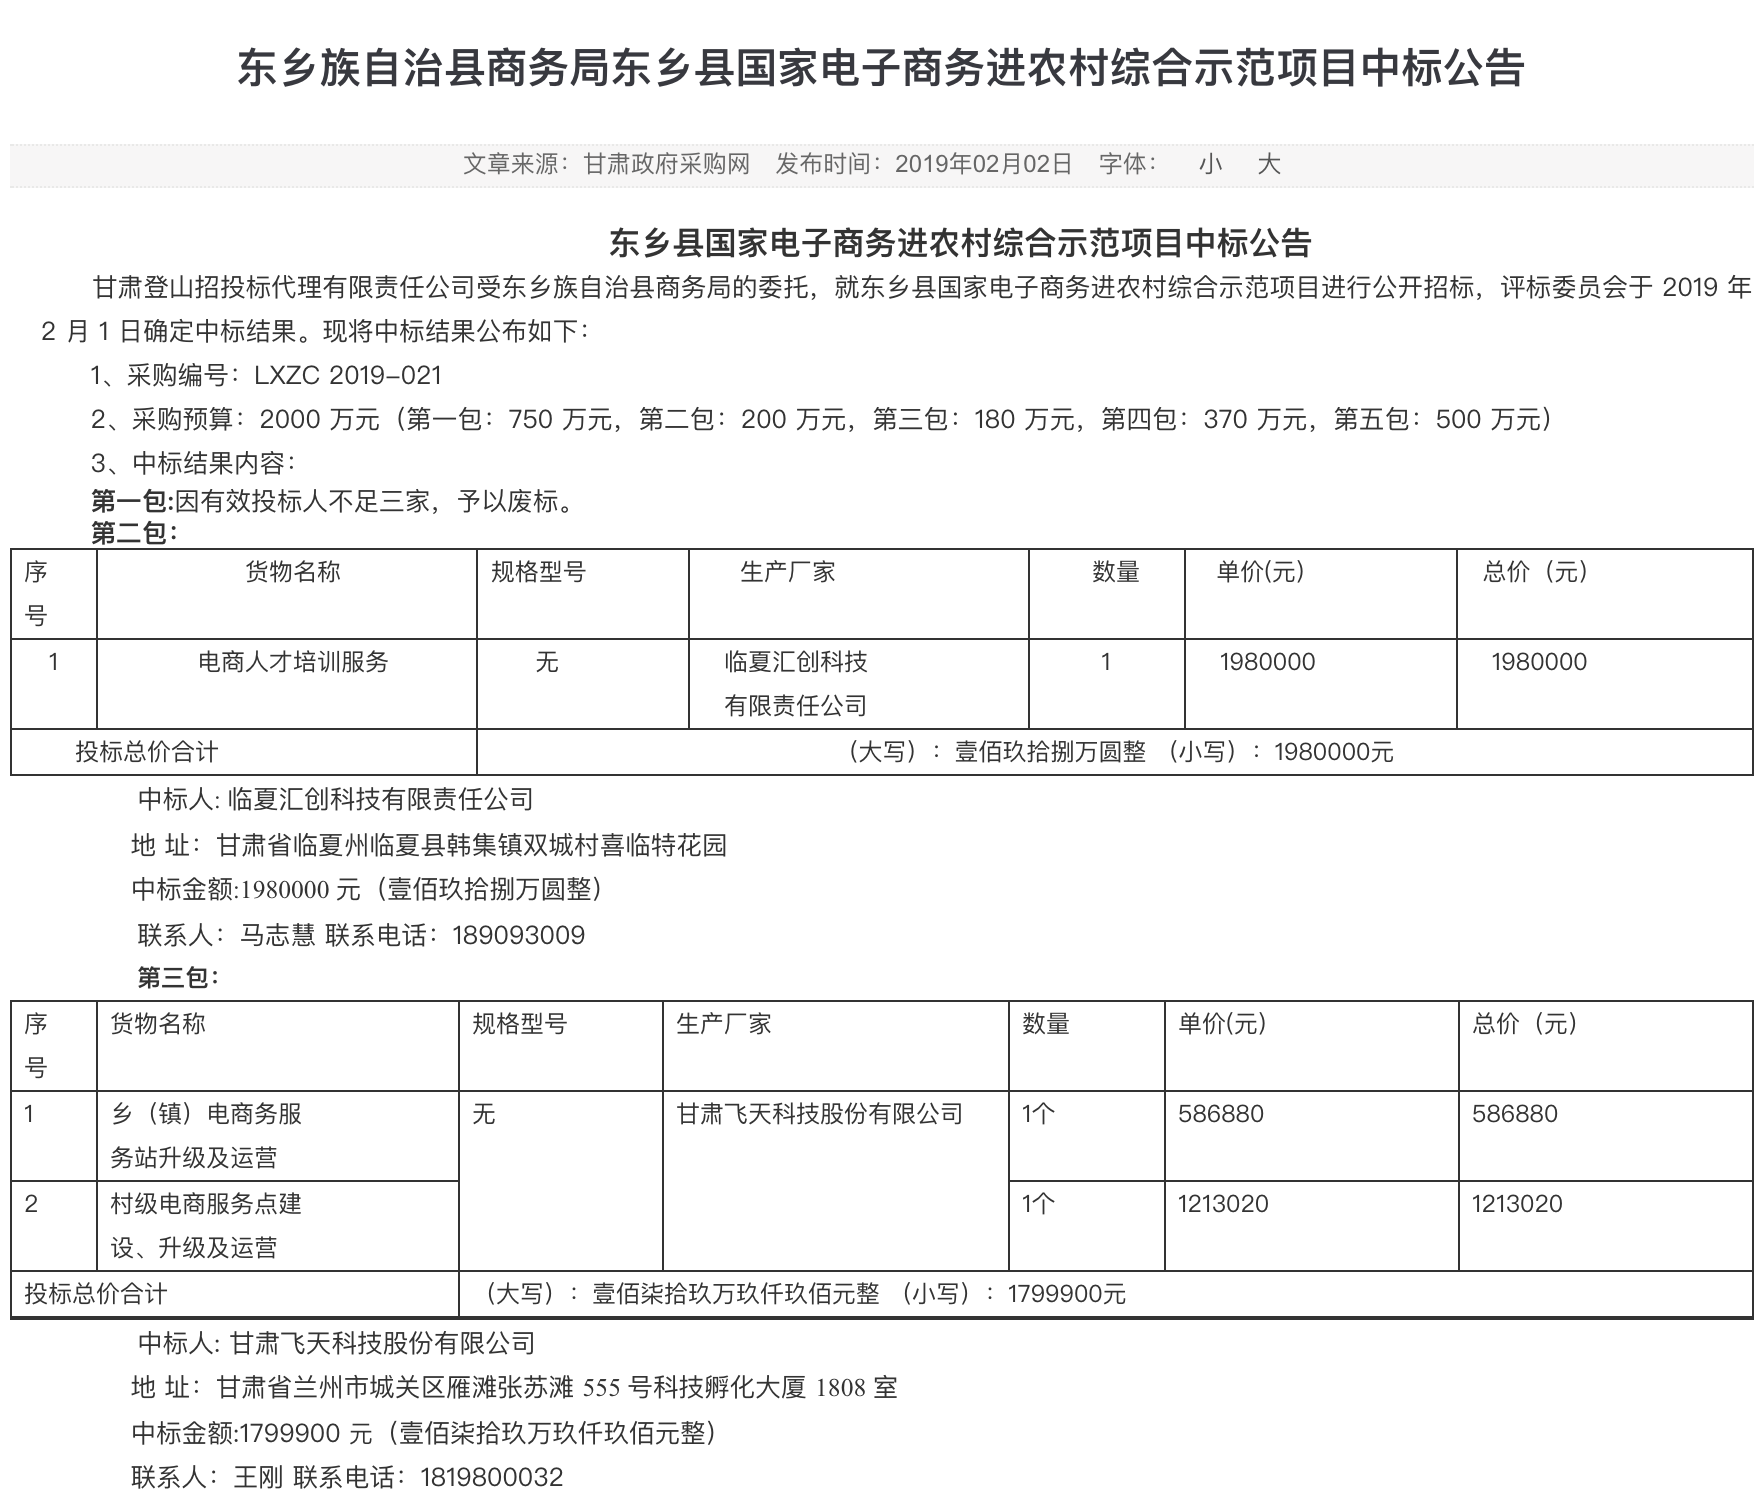 东乡族自治县商务局东乡县国家电子商务进农村综合示范项目中标公告
文章来源：甘肃政府采购网 发布时间：2019年02月02日 字体： 小 大
东乡县国家电子商务进农村综合示范项目中标公告
甘肃登山招投标代理有限责任公司受东乡族自治县商务局的委托，就东乡县国家电子商务进农村综合示范项目进行公开招标，评标委员会于 2019 年
2 月 1 日确定中标结果。现将中标结果公布如下：
1、采购编号：LXZC 2019-021
2、采购预算：2000 万元（第一包：750 万元，第二包：200 万元，第三包：180 万元，第四包：370 万元，第五包：500 万元）
3、中标结果内容：
第一包:因有效投标人不足三家，予以废标。
第二包：
序号 货物名称 规格型号 生产厂家 数量 单价(元) 总价（元）
1 电商人才培训服务 无 临夏汇创科技 1 1980000 1980000
有限责任公司
投标总价合计 （大写）：壹佰玖拾捌万圆整 （小写）：1980000元
中标人: 临夏汇创科技有限责任公司
地 址：甘肃省临夏州临夏县韩集镇双城村喜临特花园
中标金额:1980000 元（壹佰玖拾捌万圆整）
联系人：马志慧 联系电话：189093009
第三包：
序号 货物名称 规格型号 生产厂家 数量 单价(元) 总价（元）
1 乡（镇）电商务服 无 甘肃飞天科技股份有限公司 1个 586880 586880
务站升级及运营
2 村级电商服务点建 1个 1213020 1213020
设、升级及运营
投标总价合计 （大写）：壹佰柒拾玖万玖仟玖佰元整 （小写）：1799900元
中标人: 甘肃飞天科技股份有限公司
地 址：甘肃省兰州市城关区雁滩张苏滩 555 号科技孵化大厦 1808 室
中标金额:1799900 元（壹佰柒拾玖万玖仟玖佰元整）
联系人：王刚 联系电话：1819800032